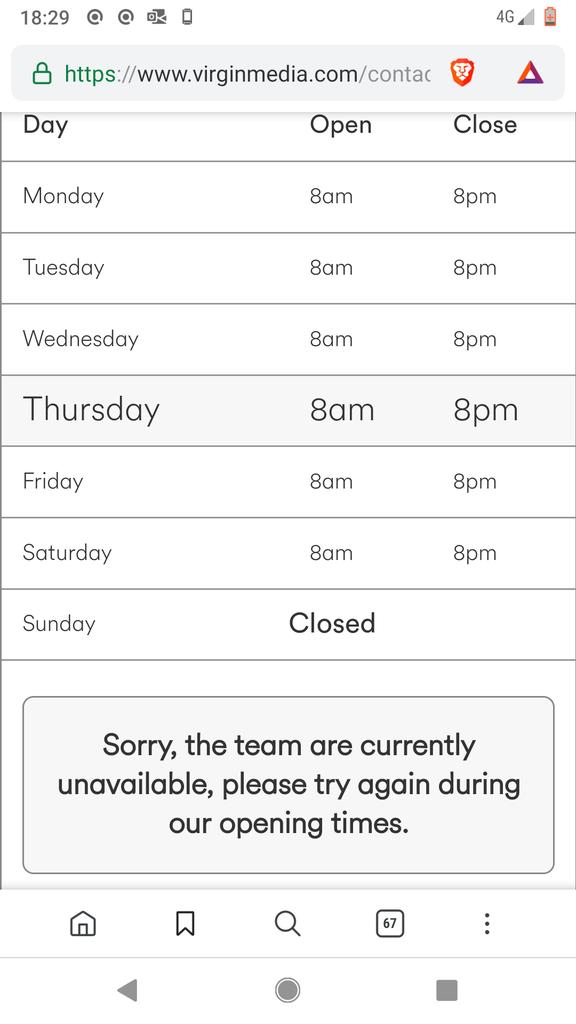 18:29
4G
https://www.virginmedia.com/contac
Day Open Close
Monday 8am 8pm
Tuesday 8am 8pm
Wednesday 8am 8pm
Thursday 8am 8pm
Friday 8am 8pm
Saturday 8am 8pm
Sunday Closed
Sorry, the team are currently
unavailable, please try again during
our opening times.
67